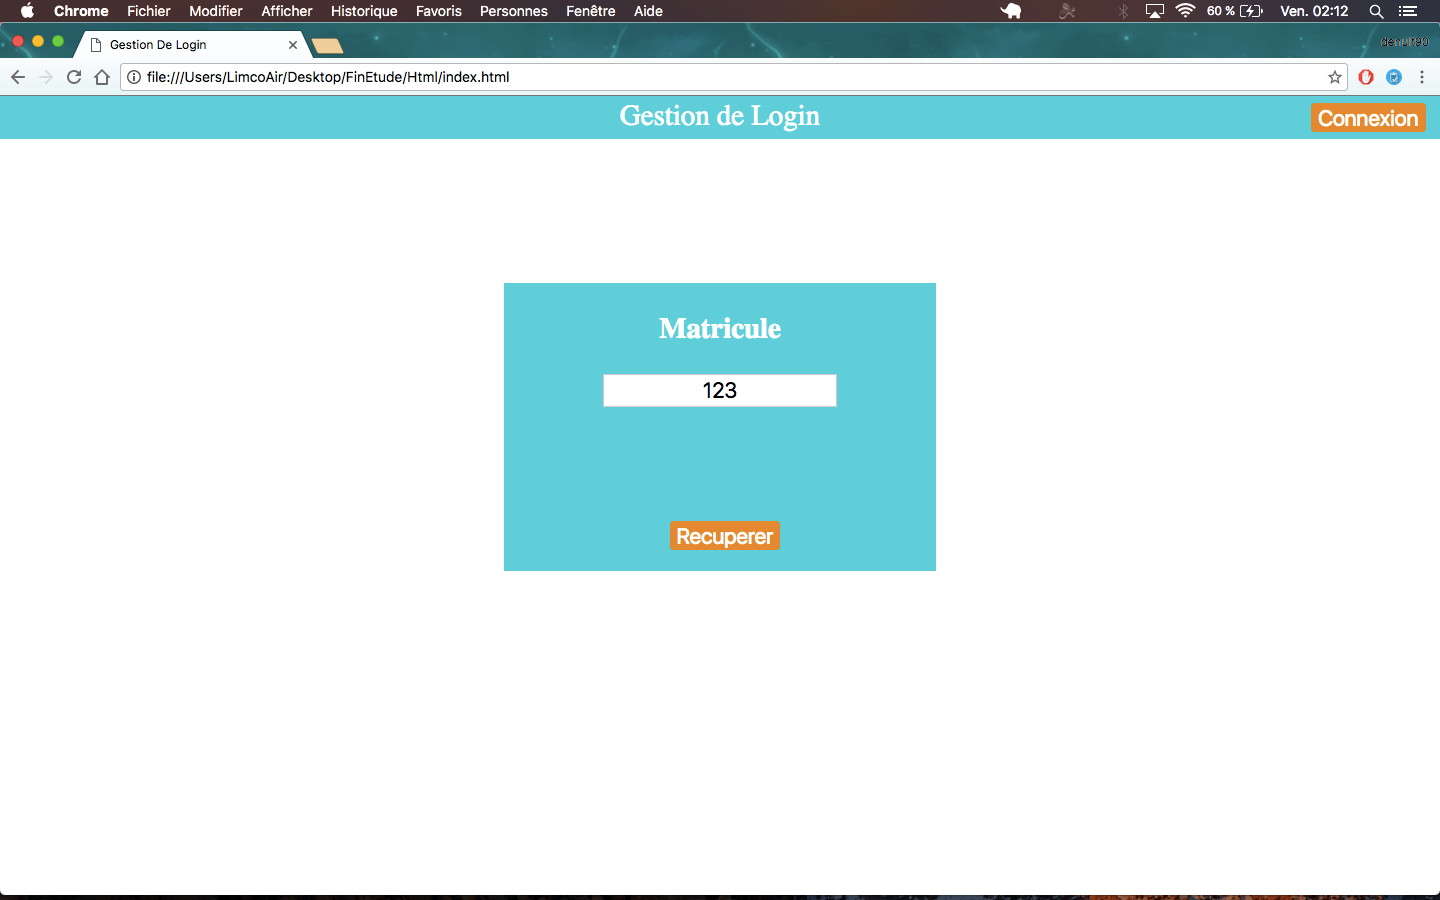 Chrome Fichier Modifier Afficher Historique Favoris Personnes Fenêtre Aide 60 % Ven. 02:12
Gestion De Login
file:///Users/LimcoAir/Desktop/FinEtude/Html/index.html
Gestion de Login
Connexion
Matricule
123
Recuperer